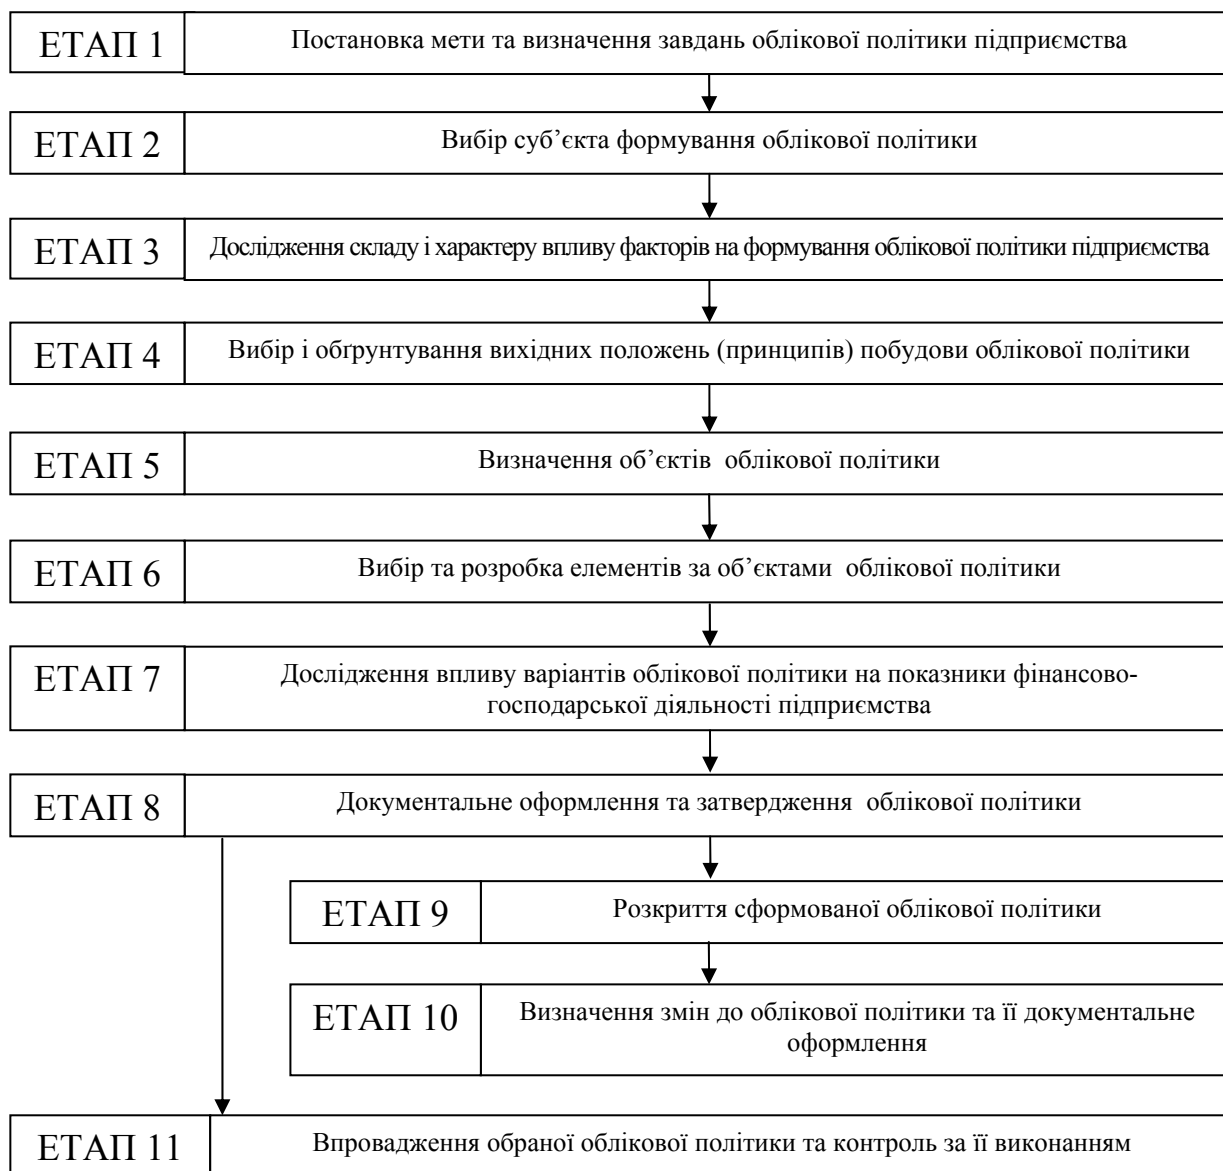 ЕТАП 1
Постановка мети та визначення завдань облікової політики підприємства
ЕТАП 2
Вибір суб’єкта формування облікової політики
ЕТАП 3
Дослідження складу і характеру впливу факторів на формування облікової політики підприємства
ЕТАП 4
Вибір і обґрунтування вихідних положень (принципів) побудови облікової політики
ЕТАП 5
Визначення об’єктів облікової політики
ЕТАП 6
Вибір та розробка елементів за об’єктами облікової політики
ЕТАП 7
Дослідження впливу варіантів облікової політики на показники фінансово-
господарської діяльності підприємства
ЕТАП 8
Документальне оформлення та затвердження облікової політики
ЕТАП 9
Розкриття сформованої облікової політики
ЕТАП 10
Визначення змін до облікової політики та її документальне
оформлення
ЕТАП 11
Впровадження обраної облікової політики та контроль за її виконанням